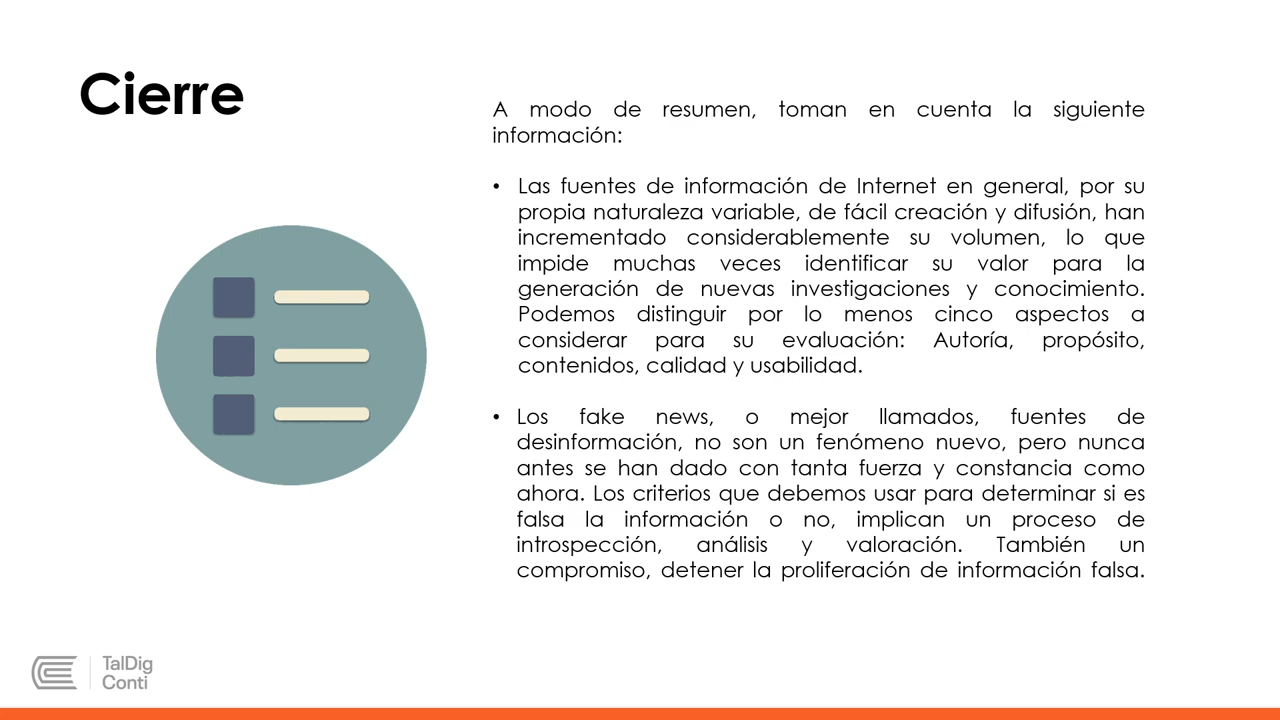 Cierre
A modo de resumen, toman en cuenta la siguiente
información:
• Las fuentes de información de Internet en general, por su
propia naturaleza variable, de fácil creación y difusión, han
incrementado considerablemente su volumen, lo que
impide muchas veces identificar su valor para la
generación de nuevas investigaciones y conocimiento.
Podemos distinguir por lo menos cinco aspectos a
considerar para su evaluación: Autoría, propósito,
contenidos, calidad y usabilidad.
• Los fake news, o mejor llamados, fuentes de
desinformación, no son un fenómeno nuevo, pero nunca
antes se han dado con tanta fuerza y constancia como
ahora. Los criterios que debemos usar para determinar si es
falsa la información o no, implican un proceso de
introspección, análisis y valoración. También un
compromiso, detener la proliferación de información falsa.
TalDig
Conti